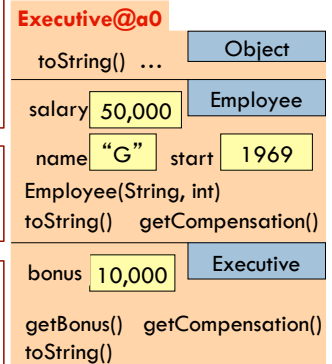 Executive@a0
Object
toString() …
salary 50,000 Employee
name “G” start 1969
Employee(String, int)
toString() getCompensation()
bonus 10,000 Executive
getBonus() getCompensation()
toString()